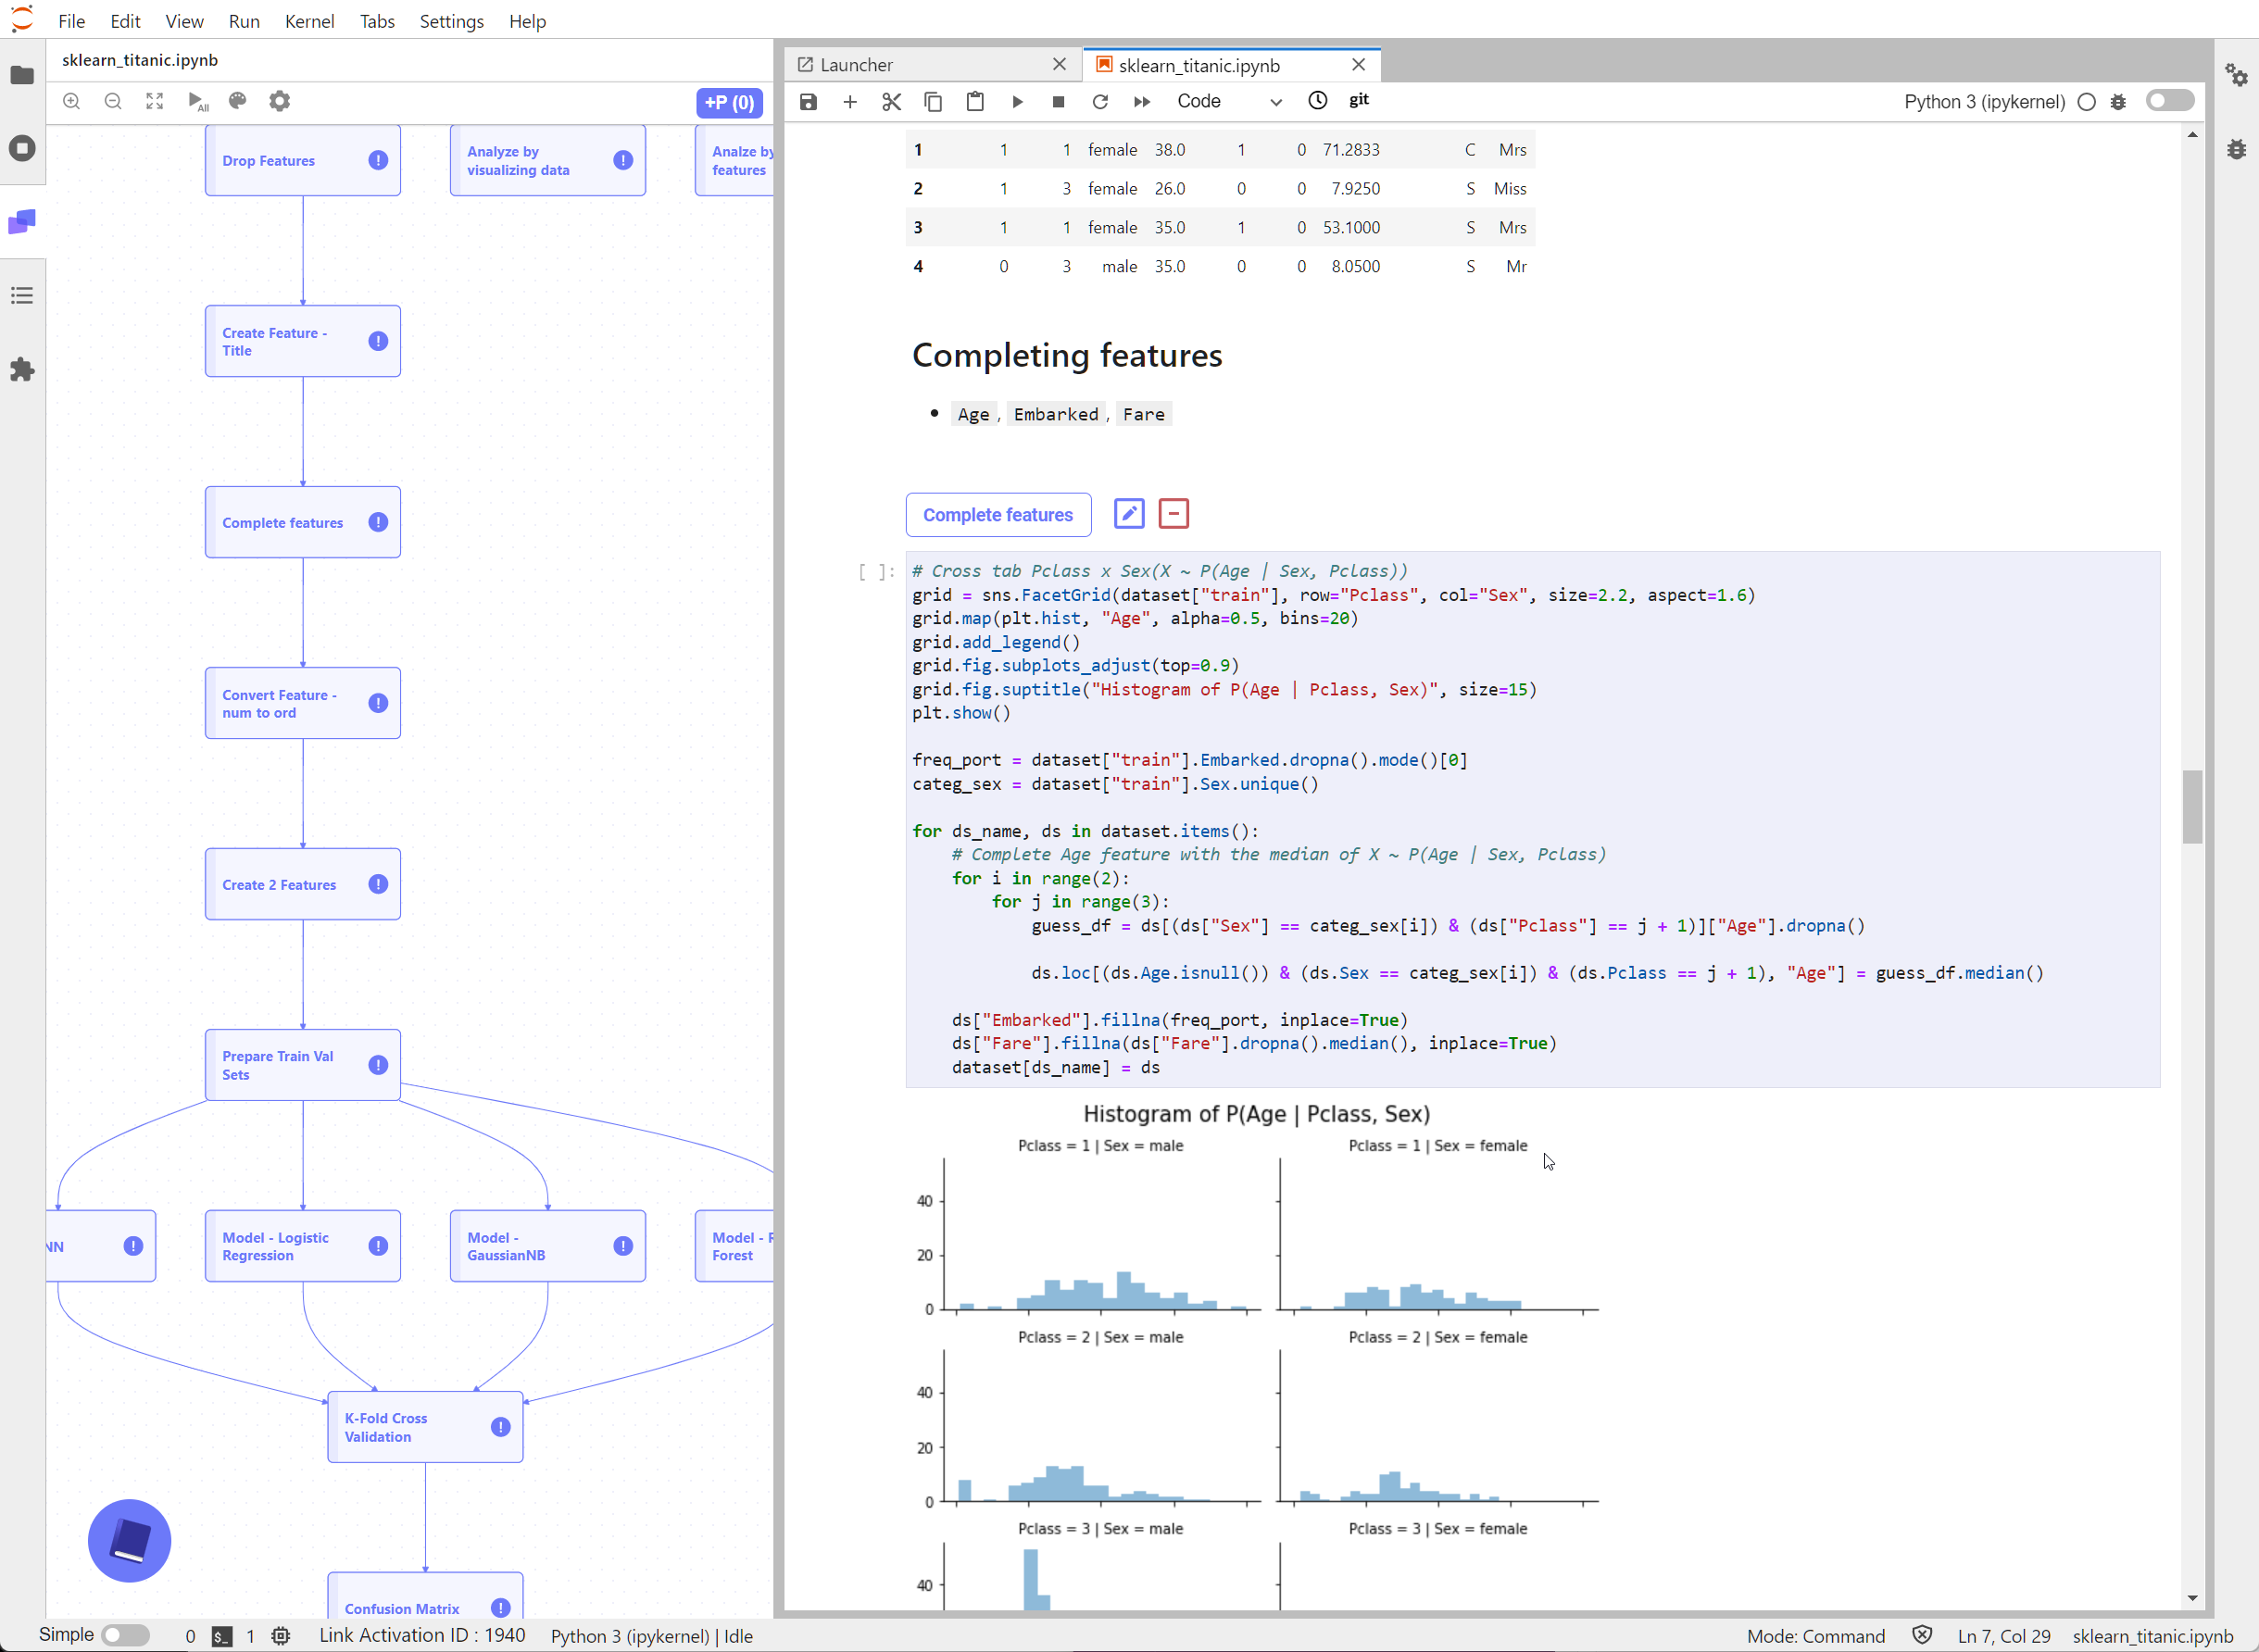 File Edit View Run Kernel Tabs Settings Help
sklearn_titanic.ipynb
All
+P (0)
Drop Features
Analyze by
visualizing data
Analze by
features
Create Feature -
Title
Complete features
Convert Feature -
num to ord
Create 2 Features
Prepare Train Val
Sets
NN
Model - Logistic
Regression
Model -
GaussianNB
Model -
Forest
K-Fold Cross
Validation
Confusion Matrix
Launcher
sklearn_titanic.ipynb
Code
git
Python 3 (ipykernel)
1 1 1 female 38.0 1 0 71.2833 C Mrs
2 1 3 female 26.0 0 0 7.9250 S Miss
3 1 1 female 35.0 1 0 53.1000 S Mrs
4 0 3 male 35.0 0 0 8.0500 S Mr
Completing features
• Age , Embarked , Fare
Complete features
[ ]:
# Cross tab Pclass x Sex(X ~ P(Age | Sex, Pclass))
grid = sns.FacetGrid(dataset["train"], row="Pclass", col="Sex", size=2.2, aspect=1.6)
grid.map(plt.hist, "Age", alpha=0.5, bins=20)
grid.add_legend()
grid.fig.subplots_adjust(top=0.9)
grid.fig.suptitle("Histogram of P(Age | Pclass, Sex)", size=15)
plt.show()
freq_port = dataset["train"].Embarked.dropna().mode()[0]
categ_sex = dataset["train"].Sex.unique()
for ds_name, ds in dataset.items():
# Complete Age feature with the median of X ~ P(Age | Sex, Pclass)
for i in range(2):
for j in range(3):
guess_df = ds[(ds["Sex"] == categ_sex[i]) & (ds["Pclass"] == j + 1)]["Age"].dropna()
ds.loc[(ds.Age.isnull()) & (ds.Sex == categ_sex[i]) & (ds.Pclass == j + 1), "Age"] = guess_df.median()
ds["Embarked"].fillna(freq_port, inplace=True)
ds["Fare"].fillna(ds["Fare"].dropna().median(), inplace=True)
dataset[ds_name] = ds
Histogram of P(Age | Pclass, Sex)
Pclass = 1 | Sex = male
Pclass = 1 | Sex = female
40
20
0
Pclass = 2 | Sex = male
Pclass = 2 | Sex = female
40
20
0
Pclass = 3 | Sex = male
Pclass = 3 | Sex = female
40
Simple 0 $_ 1 Link Activation ID : 1940 Python 3 (ipykernel) | Idle
Mode: Command Ln 7, Col 29 sklearn_titanic.ipynb